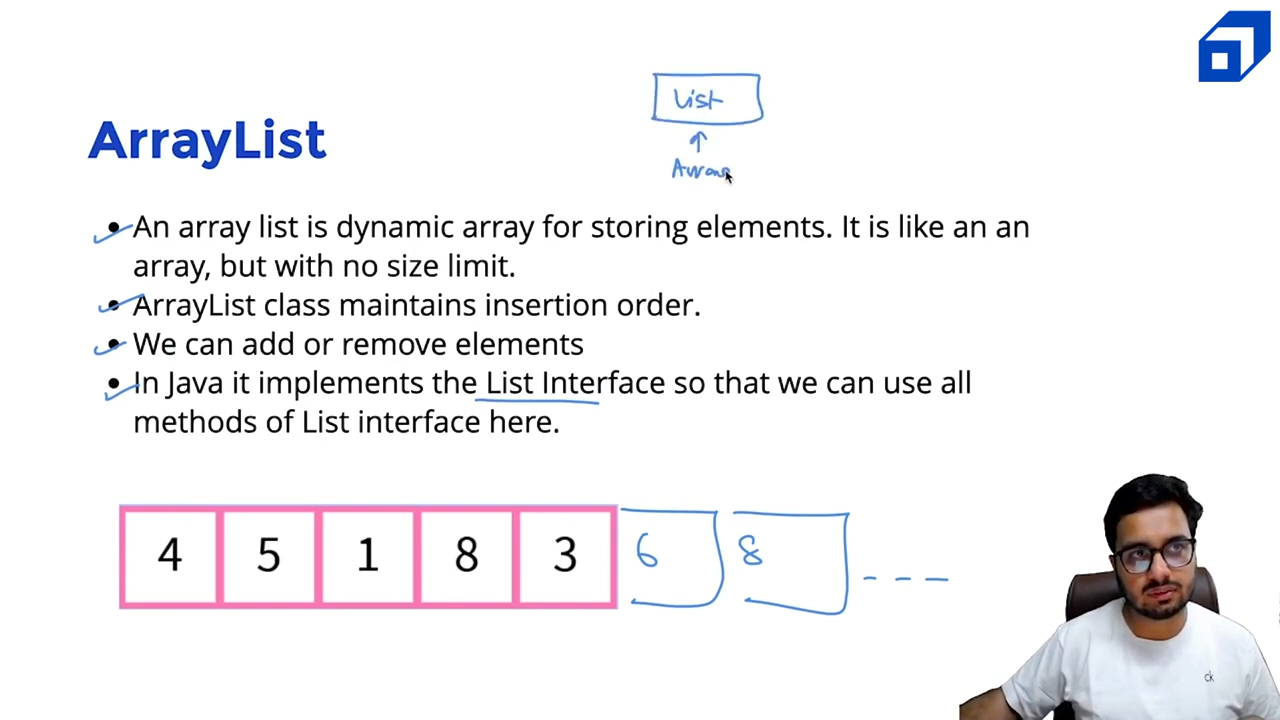 List
ArrayList
An array list is dynamic array for storing elements. It is like an an
array, but with no size limit.
ArrayList class maintains insertion order.
We can add or remove elements
In Java it implements the List Interface so that we can use all
methods of List interface here.
4 5 1 8 3 6 8
ck